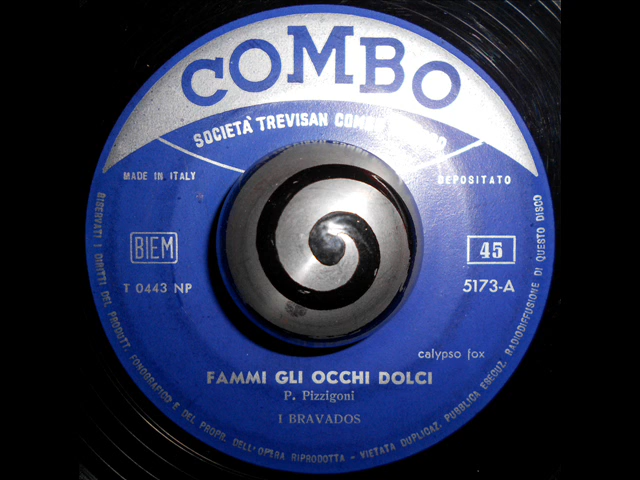 COMBO
SOCIETÀ TREVISAN
MADE IN ITALY
DEPOSITATO
BIEM
45
T 0443 NP
5173-A
calypso fox
FAMMI GLI OCCHI DOLCI
P. Pizzigoni
I BRAVADOS
RISERVATI I DIRITTI DEL PRODUTT. FONOGRAFICO E DEL PROPR. DELL'OPERA RIPRODOTTA - VIETATA DUPLICAZ. PUBBLICA ESECUZ. RADIODIFFUSIONE DI QUESTO DISCO